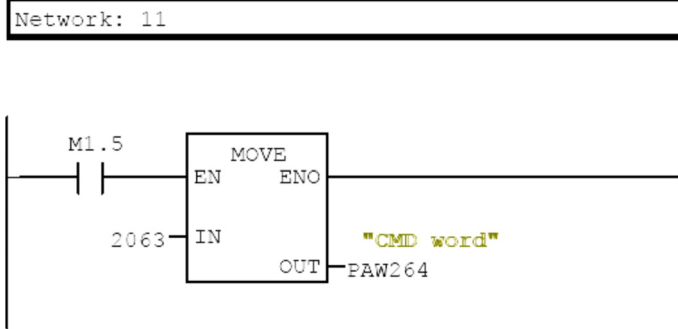 Network: 11
M1.5
MOVE
EN ENO
2063 IN "CMD word"
OUT PAW264